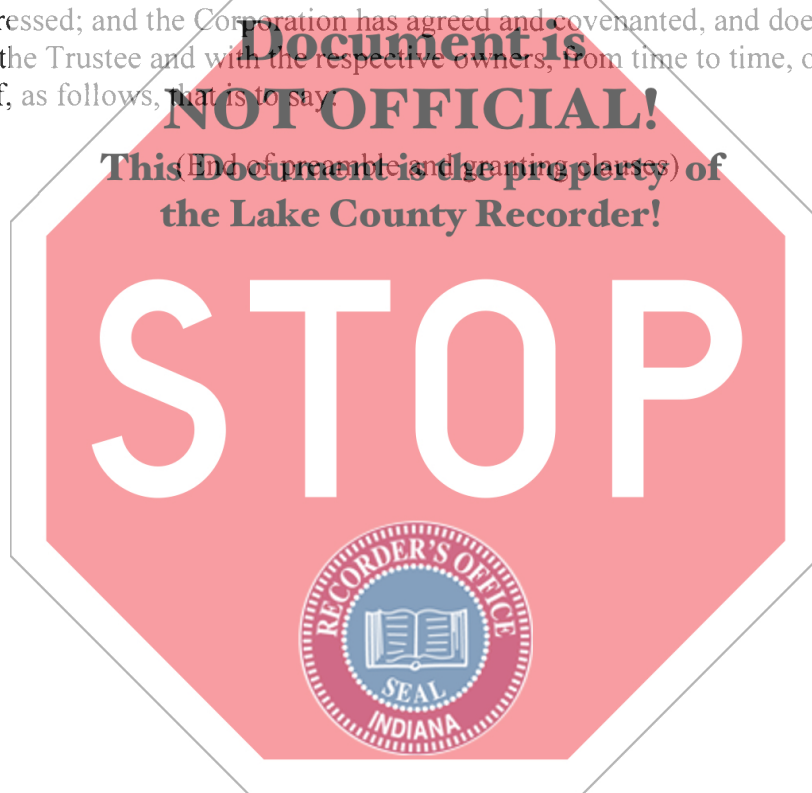 ressed; and the Corporation has agreed and covenanted, and doe
Document is
the Trustee and with the respective owners, from time to time, o
f, as follows, that is to say:
NOT OFFICIAL!
(End of preamble and granting clauses)
This Document is the property of
the Lake County Recorder!
STOP
RECORDER'S OFFICE
SEAL
INDIANA